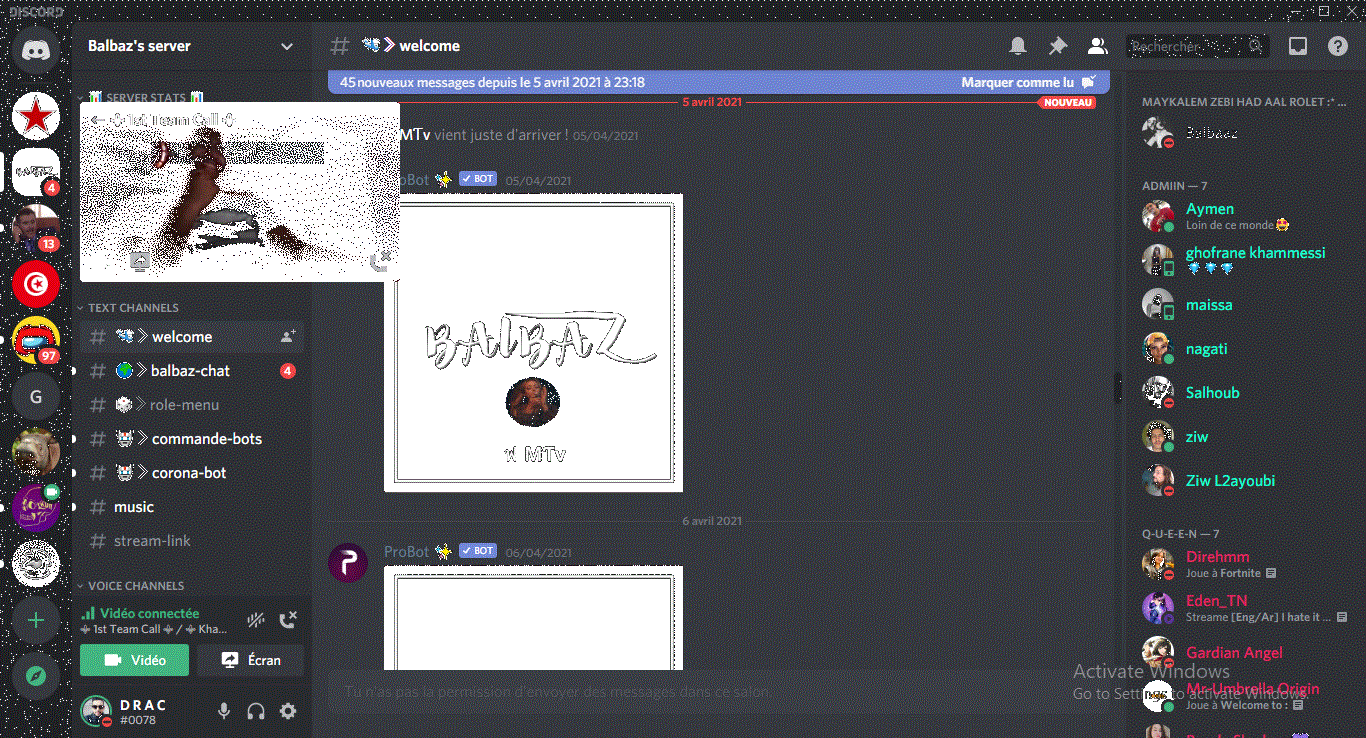 DISCORD
Balbaz's server
welcome
Rechercher
45 nouveaux messages depuis le 5 avril 2021 à 23:18
Marquer comme lu
SERVER STATS
1st Team Call
4
13
97
G
TEXT CHANNELS
welcome
balbaz-chat
4
role-menu
commande-bots
corona-bot
music
stream-link
VOICE CHANNELS
Vidéo connectée
1st Team Call / Kha...
Vidéo
Écran
DRAC
#0078
5 avril 2021
NOUVEAU
MTv vient juste d'arriver ! 05/04/2021
oBot BOT 05/04/2021
BAlBAZ
MTv
6 avril 2021
ProBot BOT 06/04/2021
Tu n'as pas la permission d'envoyer des messages dans ce salon.
MAYKALEM ZEBI HAD AAL ROLET :* ...
Balbaaz
ADMIIN — 7
Aymen
Loin de ce monde
ghofrane khammessi
maissa
nagati
Salhoub
ziw
Ziw L2ayoubi
Q-U-E-E-N — 7
Direhmm
Joue à Fortnite
Eden_TN
Streame [Eng/Ar] I hate it ...
Gardian Angel
Activate Windows
Go to Settings to activate Windows.
Mr Umbrella Origin
Joue à Welcome to :